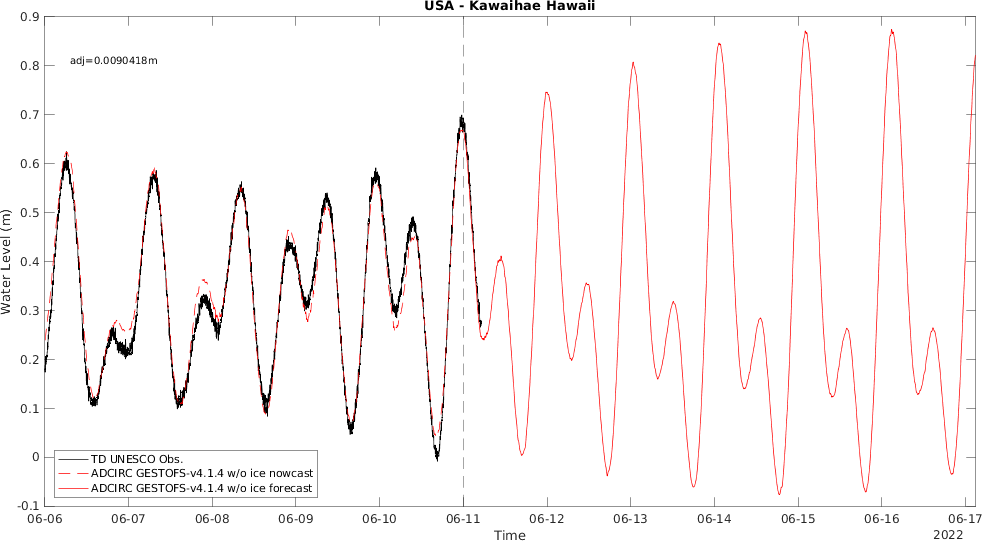 USA - Kawaihae Hawaii
0.9
0.8
0.7
0.6
0.5
0.4
0.3
0.2
0.1
0
-0.1
Water Level (m)
adj=0.0090418m
TD UNESCO Obs.
ADCIRC GESTOFS-v4.1.4 w/o ice nowcast
ADCIRC GESTOFS-v4.1.4 w/o ice forecast
06-06 06-07 06-08 06-09 06-10 06-11 06-12 06-13 06-14 06-15 06-16 06-17
Time
2022